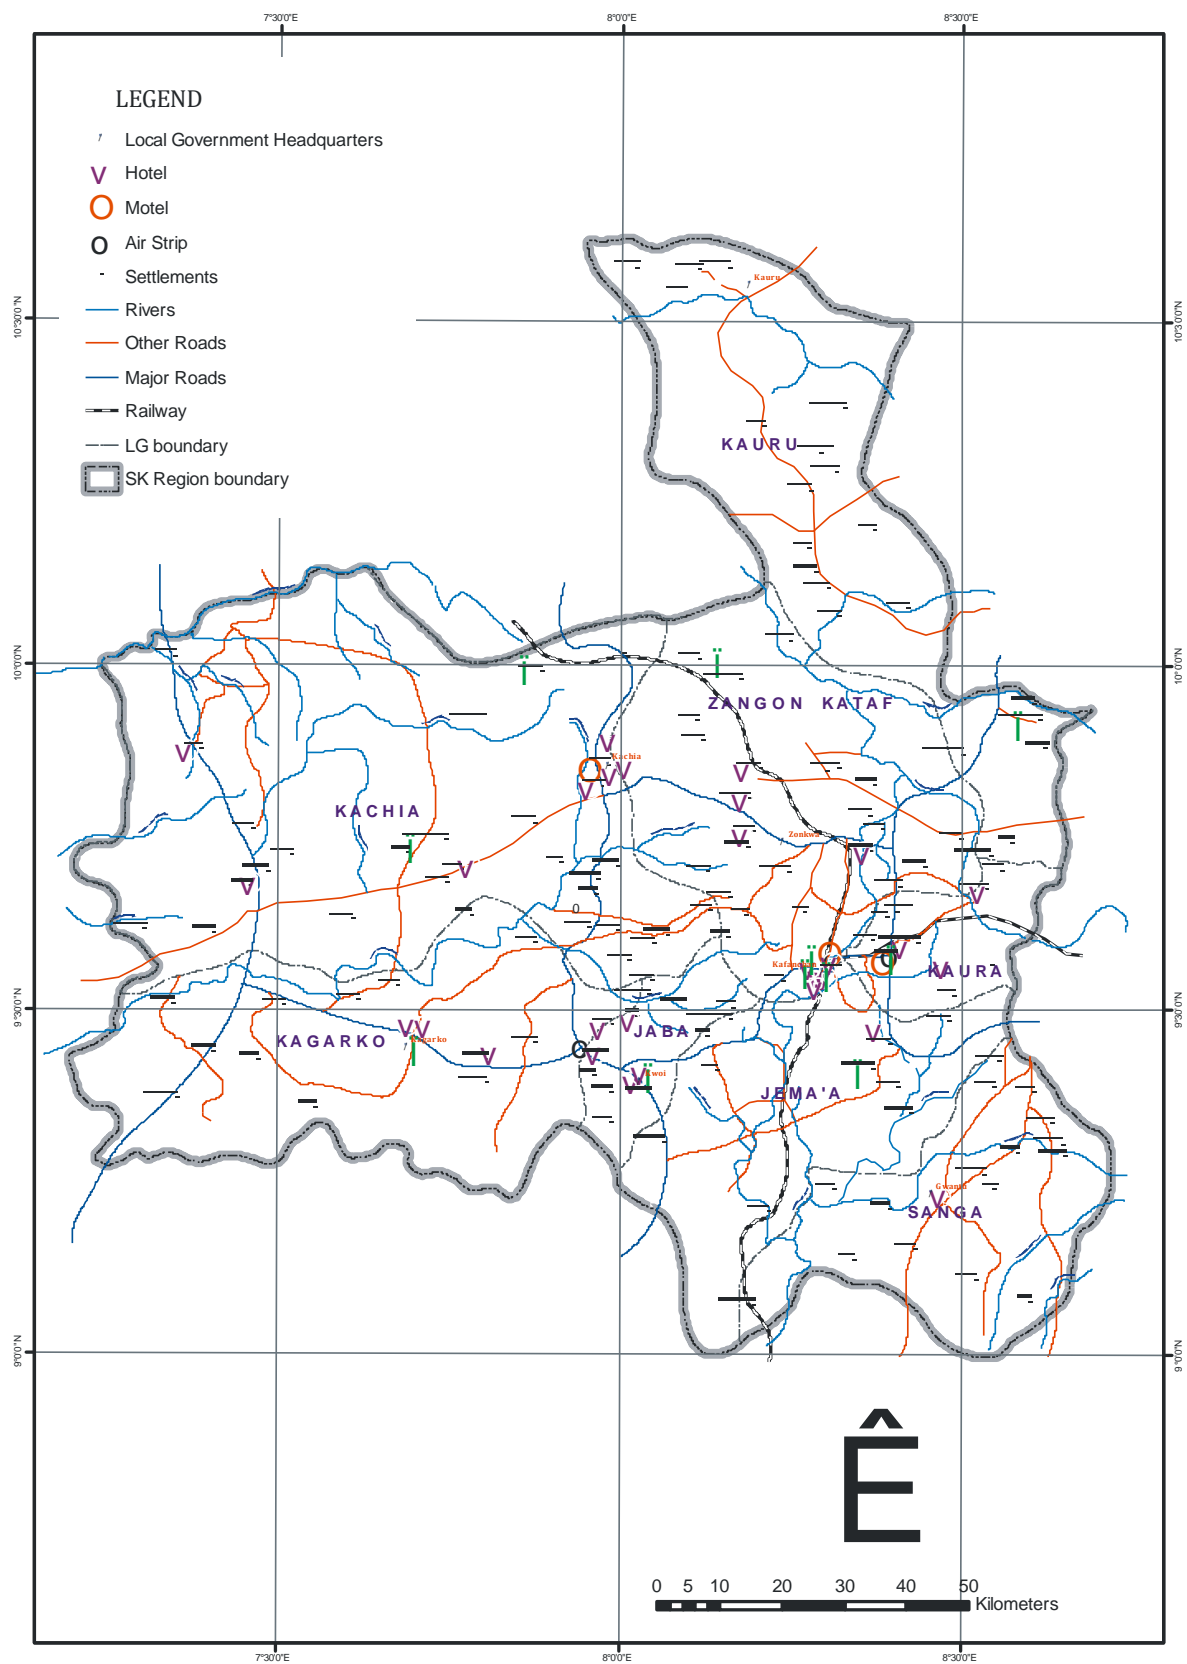 7°30'0"E 8°0'0"E 8°30'0"E
LEGEND
Local Government Headquarters
V Hotel
O Motel
o Air Strip
Settlements
Rivers
Other Roads
Major Roads
Railway
LG boundary
SK Region boundary
10°30'0"N
10°30'0"N
Kauru
KAURU
10°0'0"N
10°0'0"N
ZANGON KATAF
Kachia
KACHIA
Zonkwa
Kafanchan
KAURA
9°30'0"N
9°30'0"N
KAGARKO
Kagarko
JABA
Kwoi
JEMA'A
Gwantu
SANGA
9°0'0"N
9°0'0"N
Ê
0 5 10 20 30 40 50
Kilometers
7°30'0"E 8°0'0"E 8°30'0"E